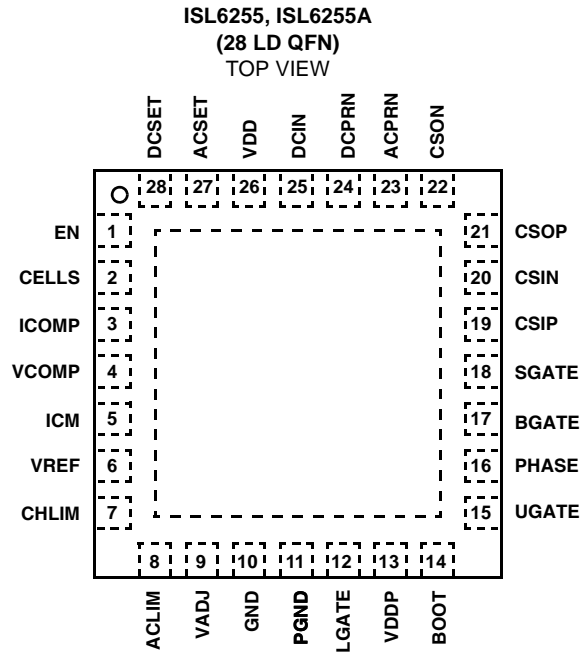 ISL6255, ISL6255A
(28 LD QFN)
TOP VIEW
DCSET
ACSET
VDD
DCIN
DCPRN
ACPRN
CSON
28
27
26
25
24
23
22
EN 1
CELLS 2
ICOMP 3
VCOMP 4
ICM 5
VREF 6
CHLIM 7
21 CSOP
20 CSIN
19 CSIP
18 SGATE
17 BGATE
16 PHASE
15 UGATE
8
9
10
11
12
13
14
ACLIM
VADJ
GND
PGND
LGATE
VDDP
BOOT